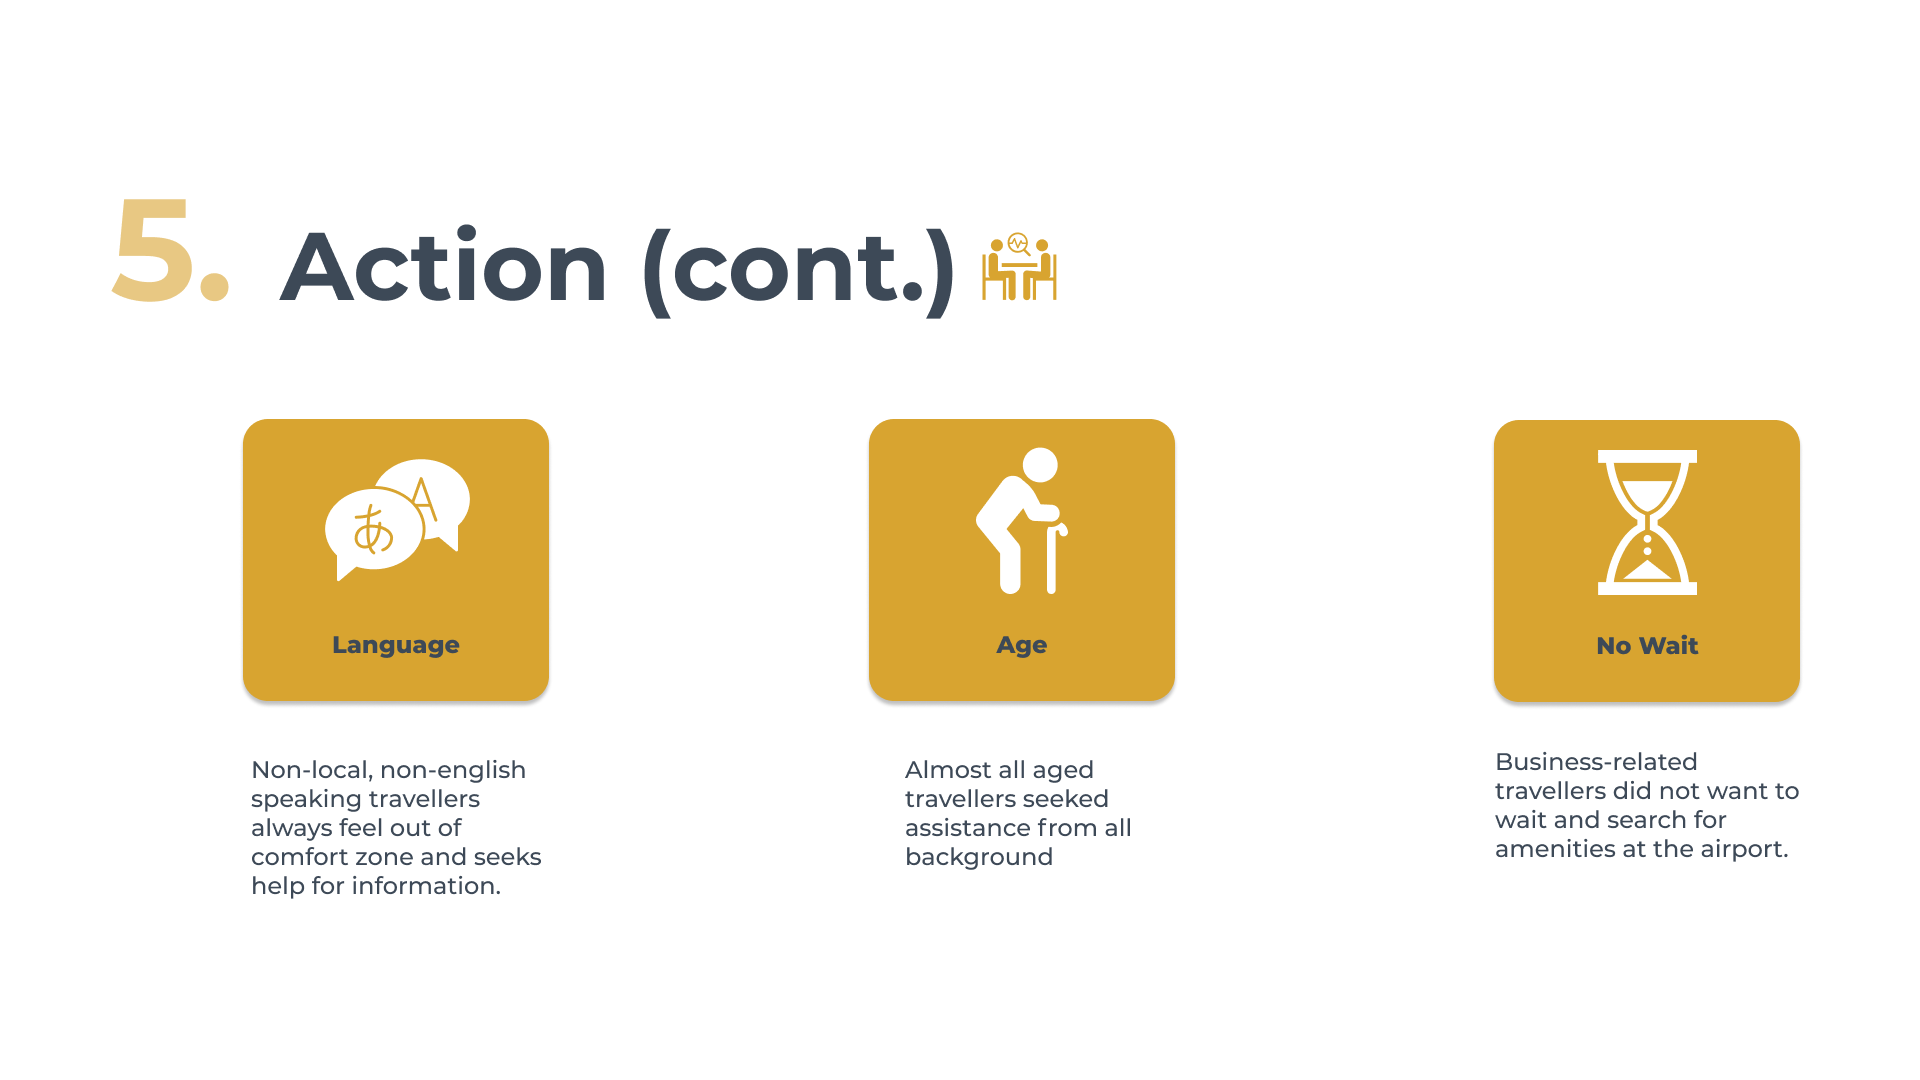 5. Action (cont.)
あ A
Language
Age
No Wait
Non-local, non-english
speaking travellers
always feel out of
comfort zone and seeks
help for information.
Almost all aged
travellers seeked
assistance from all
background
Business-related
travellers did not want to
wait and search for
amenities at the airport.